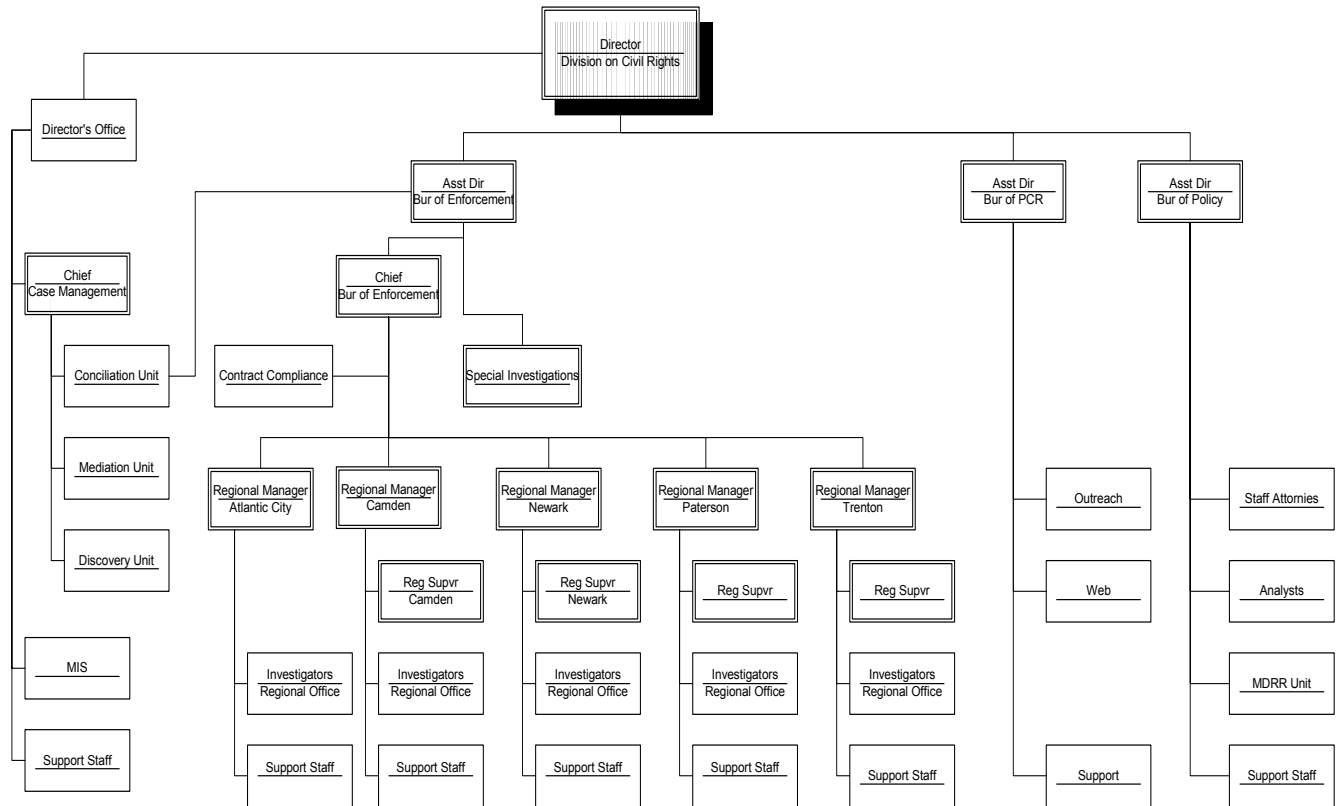 Director
Division on Civil Rights
Director's Office
Asst Dir
Bur of Enforcement
Asst Dir
Bur of PCR
Asst Dir
Bur of Policy
Chief
Case Management
Chief
Bur of Enforcement
Conciliation Unit
Contract Compliance
Special Investigations
Mediation Unit
Regional Manager
Atlantic City
Regional Manager
Camden
Regional Manager
Newark
Regional Manager
Paterson
Regional Manager
Trenton
Outreach
Staff Attornies
Discovery Unit
Reg Supvr
Camden
Reg Supvr
Newark
Reg Supvr
Reg Supvr
Web
Analysts
MIS
Investigators
Regional Office
Investigators
Regional Office
Investigators
Regional Office
Investigators
Regional Office
Investigators
Regional Office
MDRR Unit
Support Staff
Support Staff
Support Staff
Support Staff
Support Staff
Support Staff
Support
Support Staff